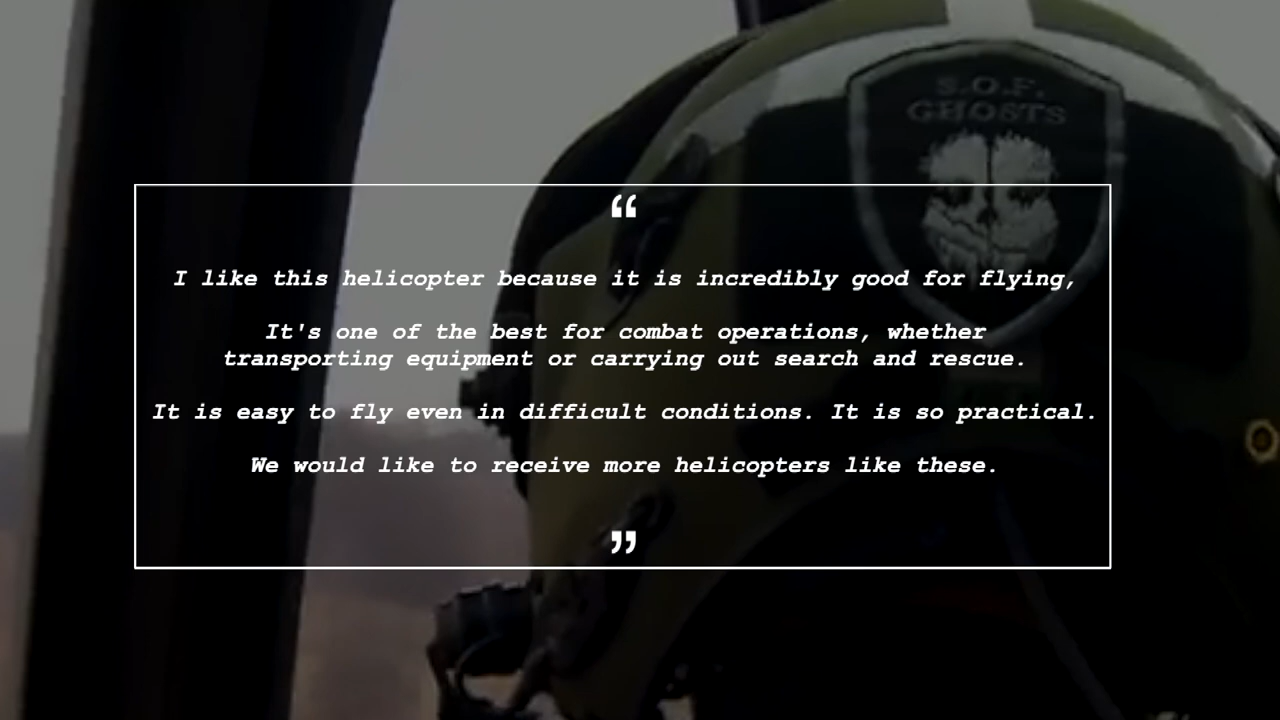 S.O.F.
GHOSTS
“
I like this helicopter because it is incredibly good for flying,
It's one of the best for combat operations, whether
transporting equipment or carrying out search and rescue.
It is easy to fly even in difficult conditions. It is so practical.
We would like to receive more helicopters like these.
”